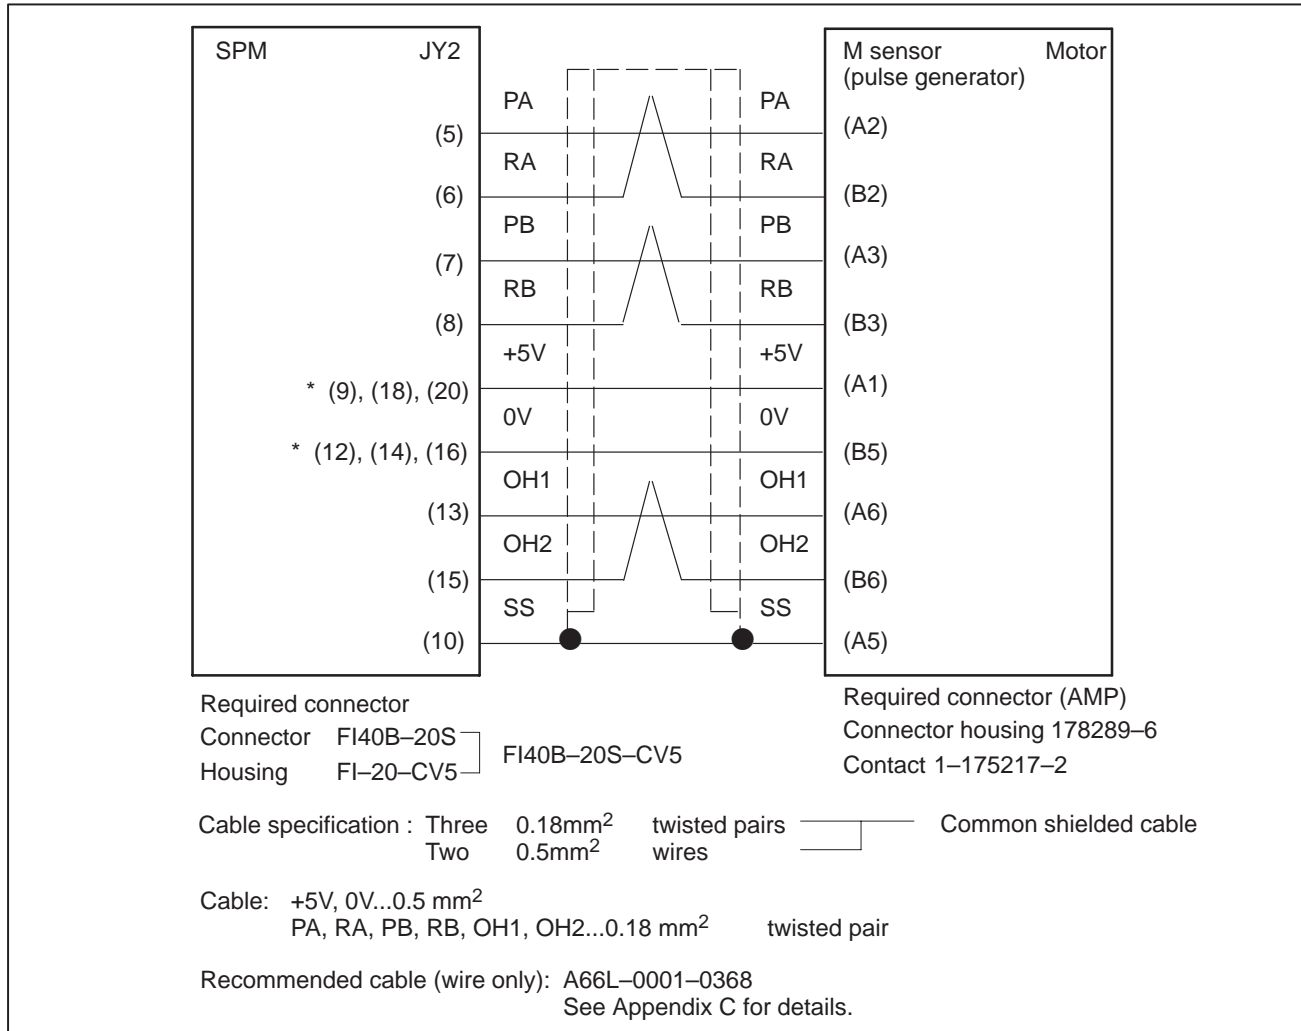 SPM JY2
M sensor Motor
(pulse generator)
PA PA
(5) (A2)
RA RA
(6) (B2)
PB PB
(7) (A3)
RB RB
(8) (B3)
+5V +5V
* (9), (18), (20) (A1)
0V 0V
* (12), (14), (16) (B5)
OH1 OH1
(13) (A6)
OH2 OH2
(15) (B6)
SS SS
(10) (A5)
Required connector
Connector FI40B–20S
Housing FI–20–CV5
FI40B–20S–CV5
Required connector (AMP)
Connector housing 178289–6
Contact 1–175217–2
Cable specification : Three 0.18mm² twisted pairs Common shielded cable
Two 0.5mm² wires
Cable: +5V, 0V...0.5 mm²
PA, RA, PB, RB, OH1, OH2...0.18 mm² twisted pair
Recommended cable (wire only): A66L–0001–0368
See Appendix C for details.